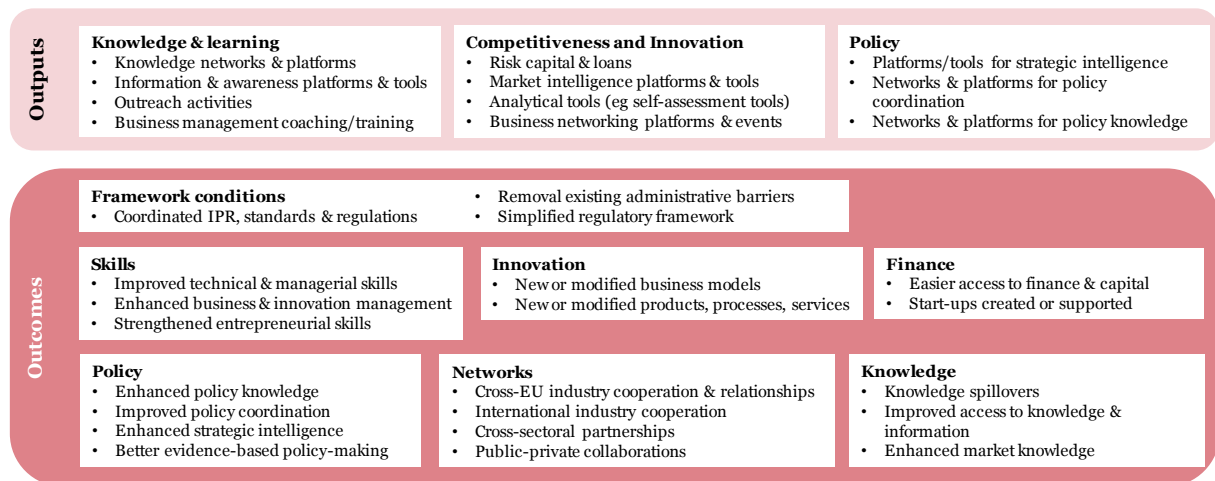 Outputs
Knowledge & learning
• Knowledge networks & platforms
• Information & awareness platforms & tools
• Outreach activities
• Business management coaching/training
Competitiveness and Innovation
• Risk capital & loans
• Market intelligence platforms & tools
• Analytical tools (eg self-assessment tools)
• Business networking platforms & events
Policy
• Platforms/tools for strategic intelligence
• Networks & platforms for policy
coordination
• Networks & platforms for policy knowledge
Outcomes
Framework conditions
• Coordinated IPR, standards & regulations
• Removal existing administrative barriers
• Simplified regulatory framework
Skills
• Improved technical & managerial skills
• Enhanced business & innovation management
• Strengthened entrepreneurial skills
Innovation
• New or modified business models
• New or modified products, processes, services
Finance
• Easier access to finance & capital
• Start-ups created or supported
Policy
• Enhanced policy knowledge
• Improved policy coordination
• Enhanced strategic intelligence
• Better evidence-based policy-making
Networks
• Cross-EU industry cooperation & relationships
• International industry cooperation
• Cross-sectoral partnerships
• Public-private collaborations
Knowledge
• Knowledge spillovers
• Improved access to knowledge &
information
• Enhanced market knowledge